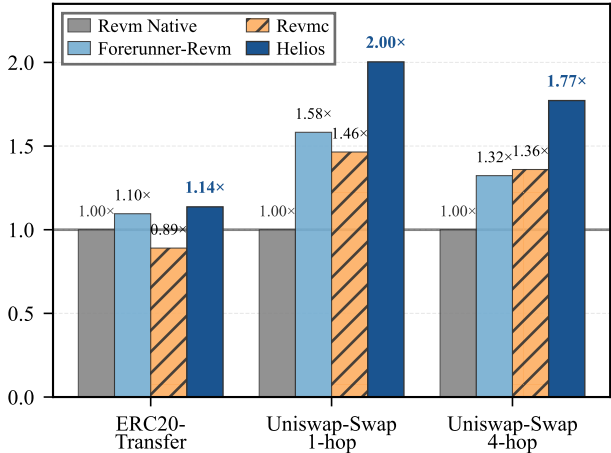 Revm Native
Forerunner-Revm
Revmc
Helios
2.0
1.5
1.0
0.5
0.0
1.00×
1.10×
0.89×
1.14×
1.00×
1.58×
1.46×
2.00×
1.00×
1.32×
1.36×
1.77×
ERC20-
Transfer
Uniswap-Swap
1-hop
Uniswap-Swap
4-hop